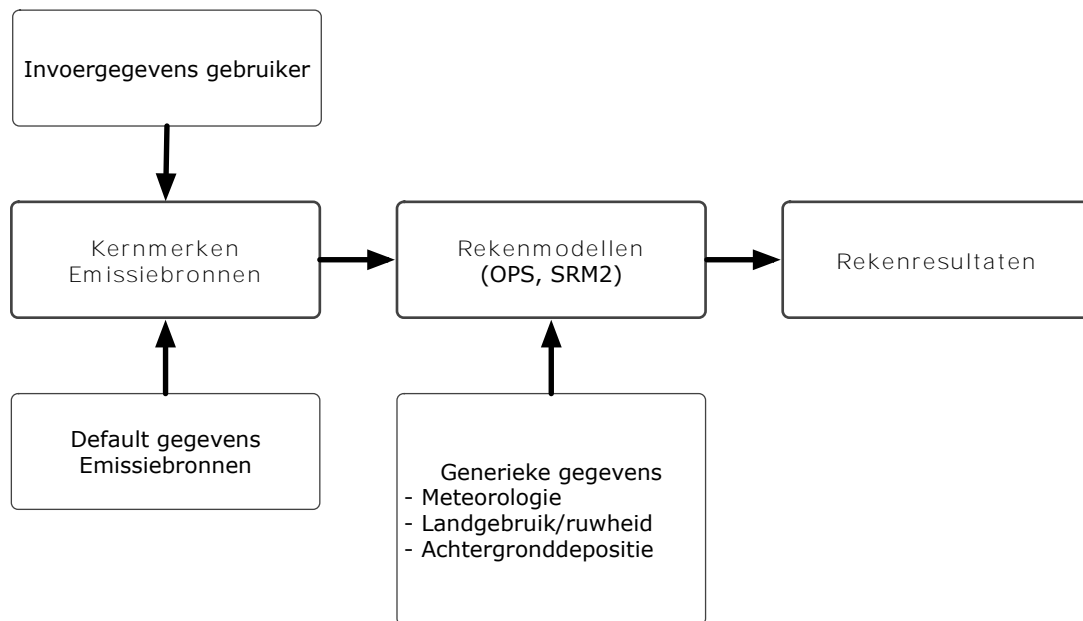 Invoergegevens gebruiker
Kernmerken
Emissiebronnen
Rekenmodellen
(OPS, SRM2)
Rekenresultaten
Default gegevens
Emissiebronnen
Generieke gegevens
- Meteorologie
- Landgebruik/ruwheid
- Achtergronddepositie